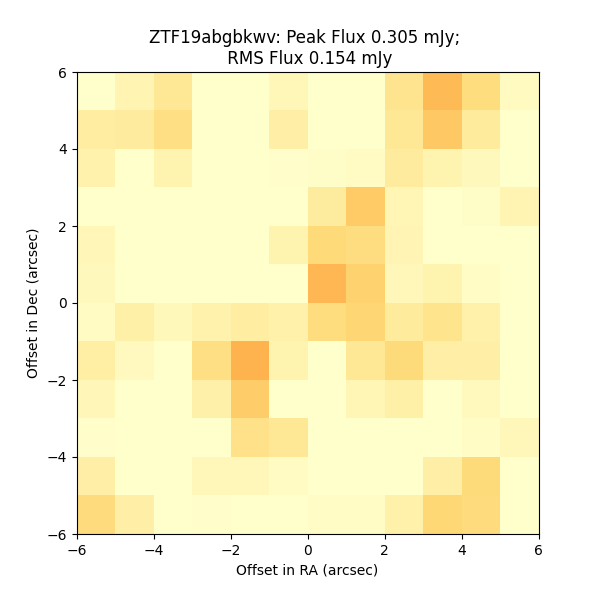 ZTF19abgbkwv: Peak Flux 0.305 mJy;
RMS Flux 0.154 mJy
6
4
2
0
−2
−4
−6
Offset in Dec (arcsec)
−6 −4 −2 0 2 4 6
Offset in RA (arcsec)